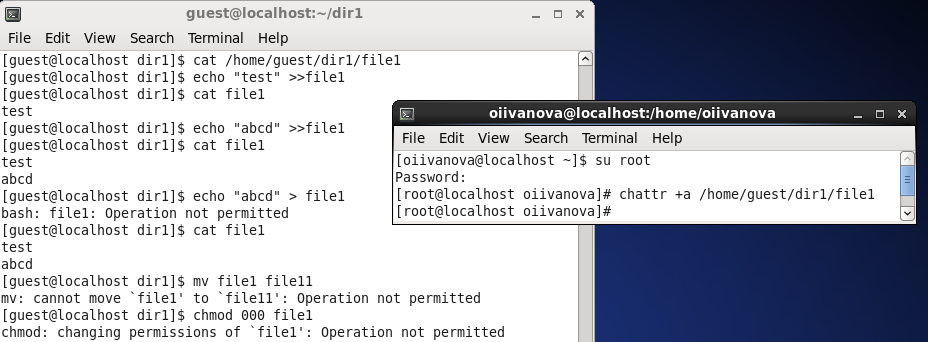 guest@localhost:~/dir1
File Edit View Search Terminal Help
[guest@localhost dir1]$ cat /home/guest/dir1/file1
[guest@localhost dir1]$ echo "test" >>file1
[guest@localhost dir1]$ cat file1
test
[guest@localhost dir1]$ echo "abcd" >>file1
[guest@localhost dir1]$ cat file1
test
abcd
[guest@localhost dir1]$ echo "abcd" > file1
bash: file1: Operation not permitted
[guest@localhost dir1]$ cat file1
test
abcd
[guest@localhost dir1]$ mv file1 file11
mv: cannot move `file1' to `file11': Operation not permitted
[guest@localhost dir1]$ chmod 000 file1
chmod: changing permissions of `file1': Operation not permitted
oiivanova@localhost:/home/oiivanova
File Edit View Search Terminal Help
[oiivanova@localhost ~]$ su root
Password:
[root@localhost oiivanova]# chattr +a /home/guest/dir1/file1
[root@localhost oiivanova]#